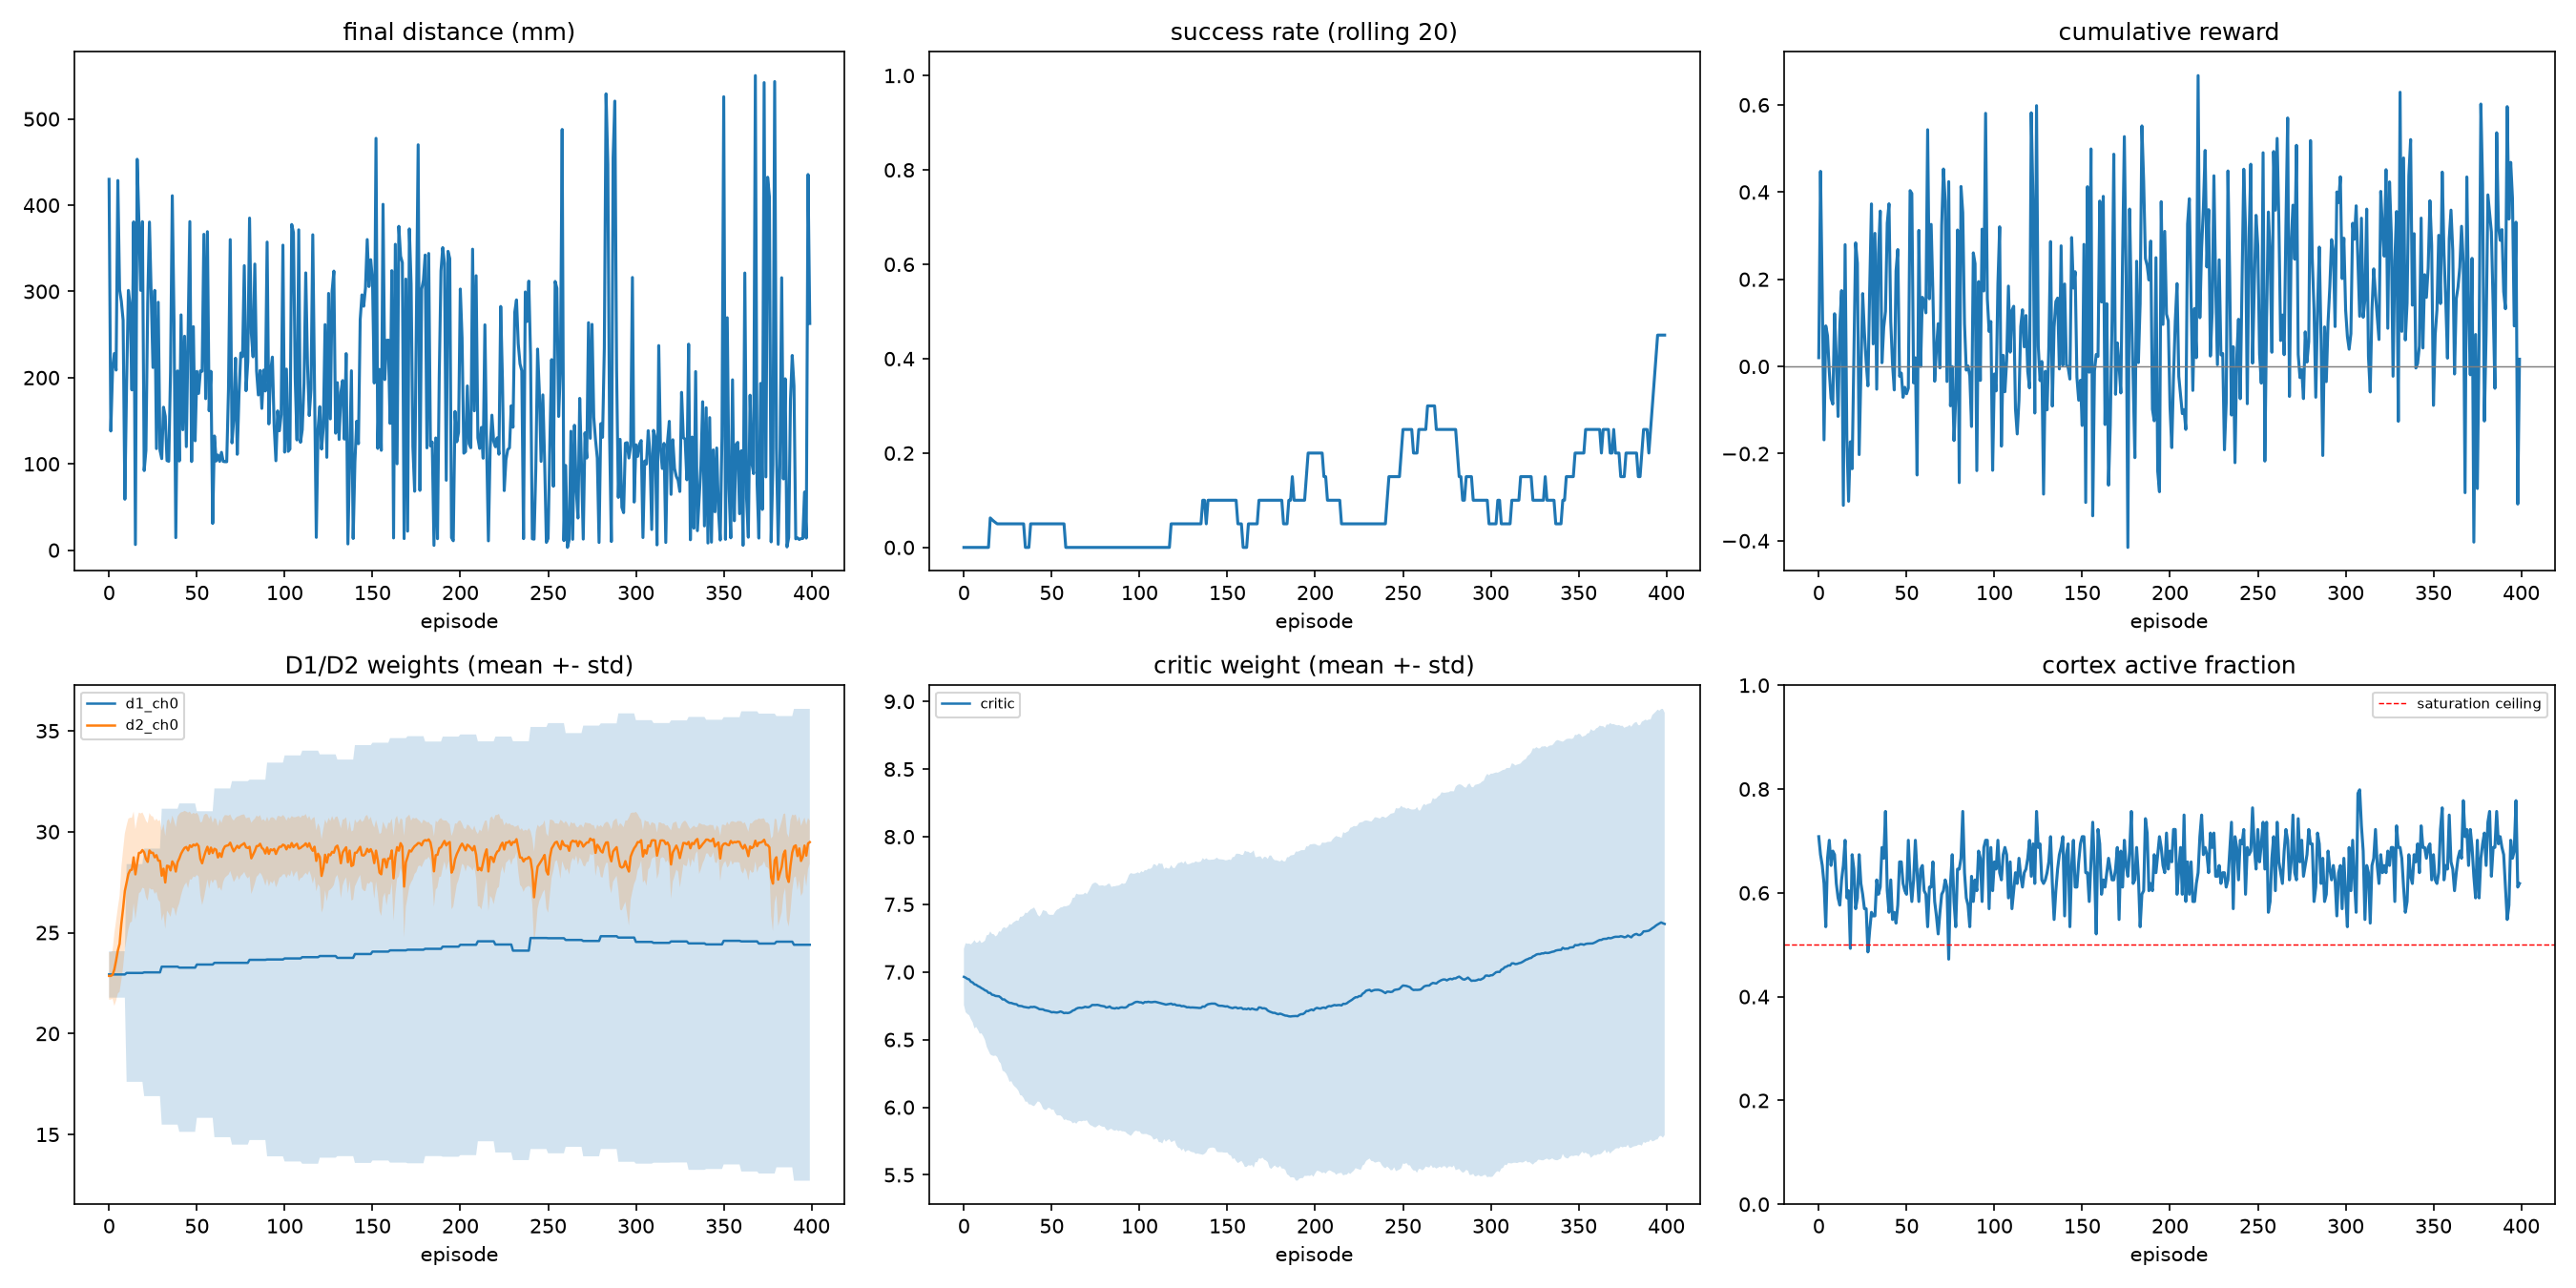 final distance (mm)
500
400
300
200
100
0
0 50 100 150 200 250 300 350 400
episode
success rate (rolling 20)
1.0
0.8
0.6
0.4
0.2
0.0
0 50 100 150 200 250 300 350 400
episode
cumulative reward
0.6
0.4
0.2
0.0
−0.2
−0.4
0 50 100 150 200 250 300 350 400
episode
D1/D2 weights (mean +- std)
d1_ch0
d2_ch0
35
30
25
20
15
0 50 100 150 200 250 300 350 400
episode
critic weight (mean +- std)
critic
9.0
8.5
8.0
7.5
7.0
6.5
6.0
5.5
0 50 100 150 200 250 300 350 400
episode
cortex active fraction
saturation ceiling
1.0
0.8
0.6
0.4
0.2
0.0
0 50 100 150 200 250 300 350 400
episode